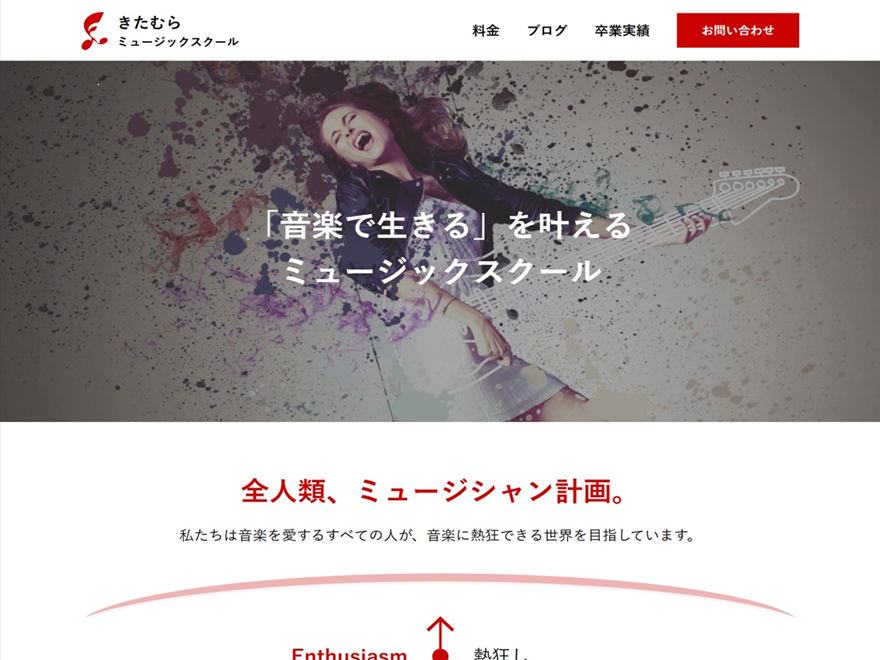 きたむら
ミュージックスクール
料金 ブログ 卒業実績 お問い合わせ
「音楽で生きる」を叶える
ミュージックスクール
全人類、ミュージシャン計画。
私たちは音楽を愛するすべての人が、音楽に熱狂できる世界を目指しています。
Enthusiasm 熱狂し